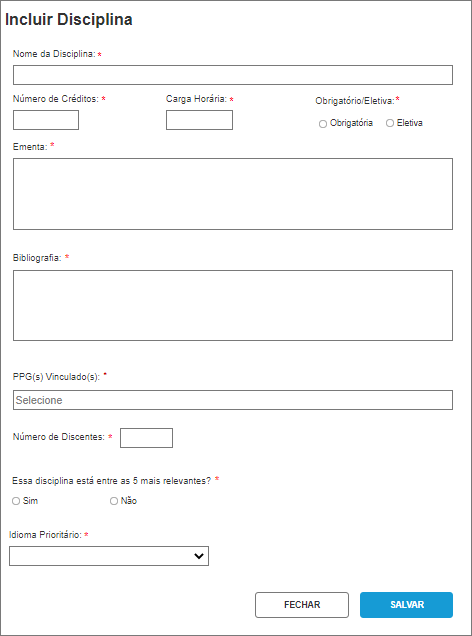 Incluir Disciplina
Nome da Disciplina: *
Número de Créditos: * Carga Horária: * Obrigatório/Eletiva:*
Obrigatória Eletiva
Ementa: *
Bibliografia: *
PPG(s) Vinculado(s): *
Selecione
Número de Discentes: *
Essa disciplina está entre as 5 mais relevantes? *
Sim Não
Idioma Prioritário: *
FECHAR SALVAR